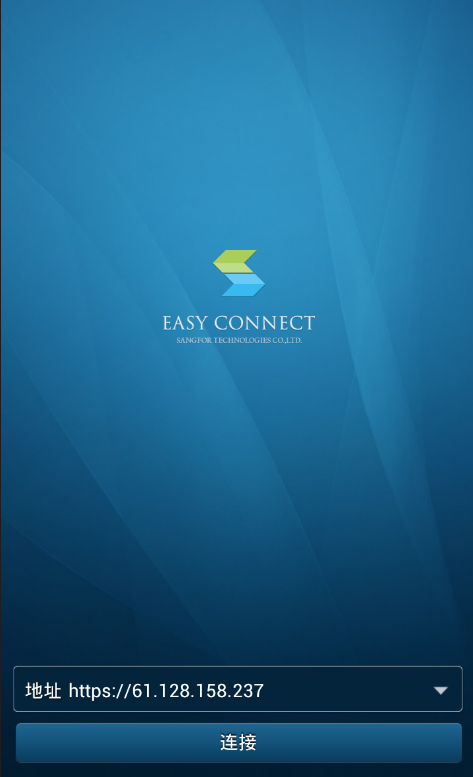 EASY CONNECT
SANGFOR TECHNOLOGIES CO.,LTD.
地址 https://61.128.158.237
连接